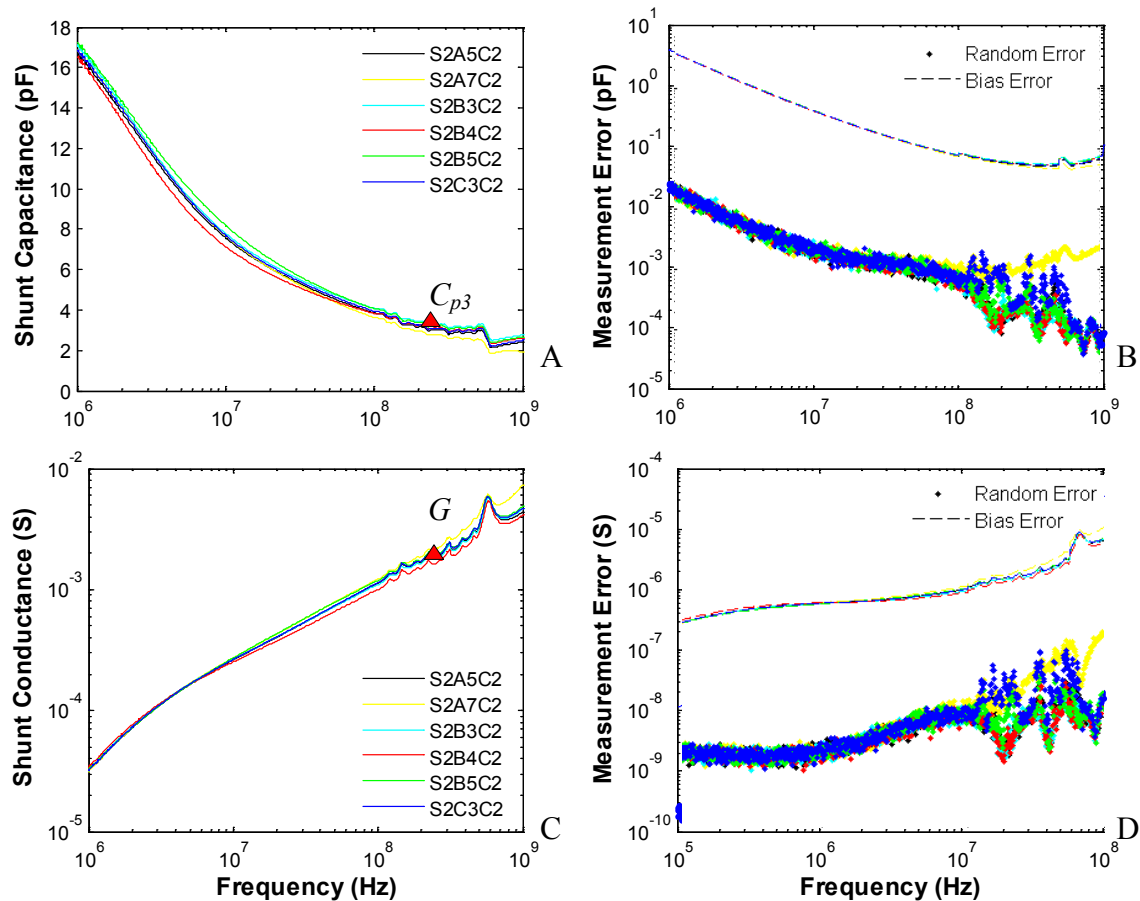 Shunt Capacitance (pF)
18
16
14
12
10
8
6
4
2
0
S2A5C2
S2A7C2
S2B3C2
S2B4C2
S2B5C2
S2C3C2
C_{p3}
A
10^6
10^7
10^8
10^9
Measurement Error (pF)
10^1
10^0
10^{-1}
10^{-2}
10^{-3}
10^{-4}
10^{-5}
Random Error
Bias Error
B
10^6
10^7
10^8
10^9
Shunt Conductance (S)
10^{-2}
10^{-3}
10^{-4}
10^{-5}
G
S2A5C2
S2A7C2
S2B3C2
S2B4C2
S2B5C2
S2C3C2
C
10^6
10^7
10^8
10^9
Frequency (Hz)
Measurement Error (S)
10^{-4}
10^{-5}
10^{-6}
10^{-7}
10^{-8}
10^{-9}
10^{-10}
Random Error
Bias Error
D
10^5
10^6
10^7
10^8
Frequency (Hz)